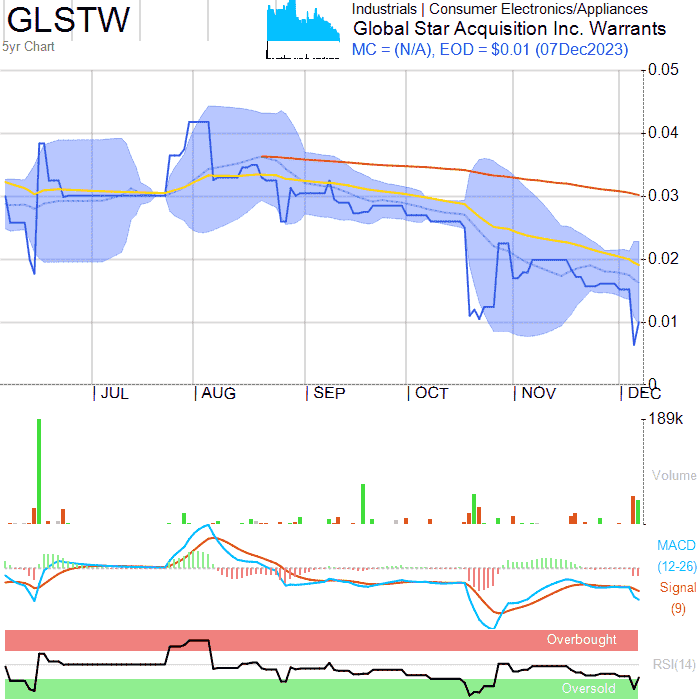 GLSTW
5yr Chart
Industrials | Consumer Electronics/Appliances
Global Star Acquisition Inc. Warrants
MC = (N/A), EOD = $0.01 (07Dec2023)
0.05
0.04
0.03
0.02
0.01
0
JUL AUG SEP OCT NOV DEC
189k
Volume
MACD
(12-26)
Signal
(9)
Overbought
RSI(14)
Oversold